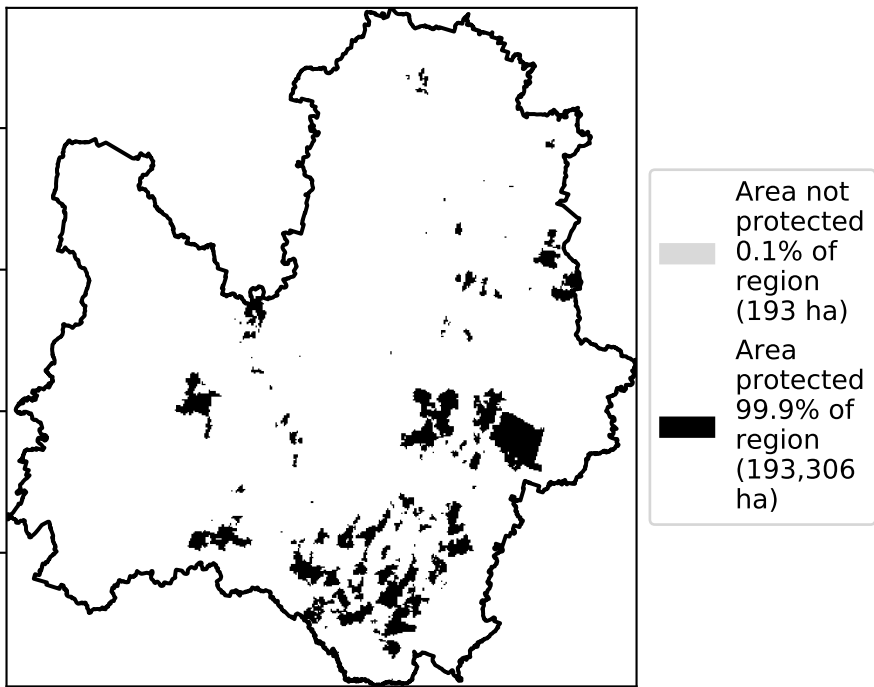 Area not
protected
0.1% of
region
(193 ha)
Area
protected
99.9% of
region
(193,306
ha)